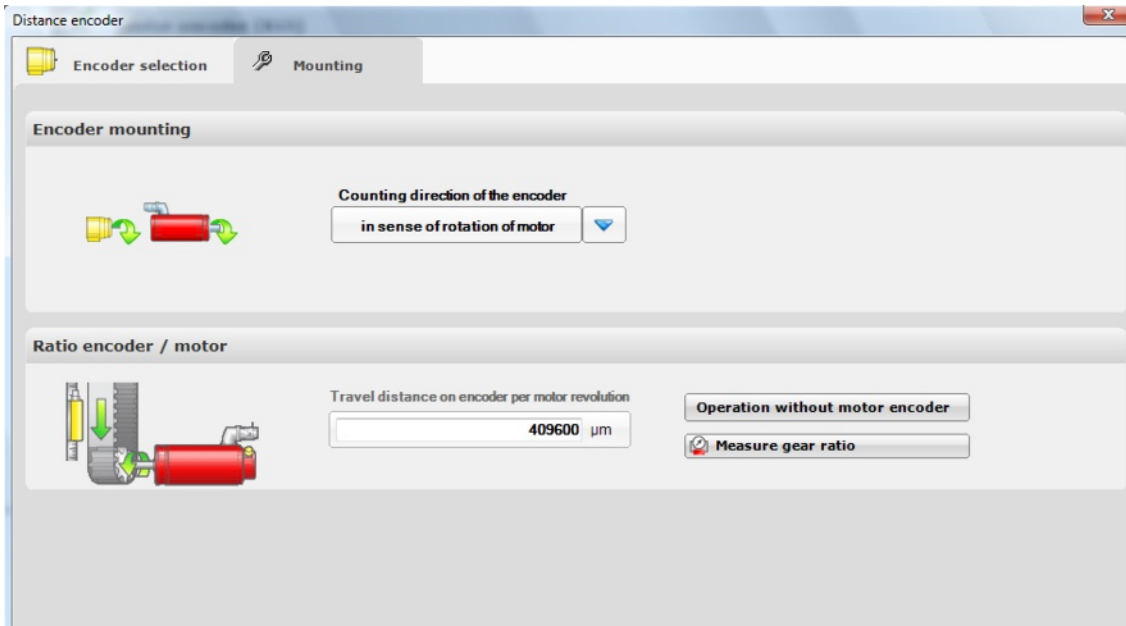 Distance encoder
Encoder selection
Mounting
Encoder mounting
Counting direction of the encoder
in sense of rotation of motor
Ratio encoder / motor
Travel distance on encoder per motor revolution
409600 µm
Operation without motor encoder
Measure gear ratio